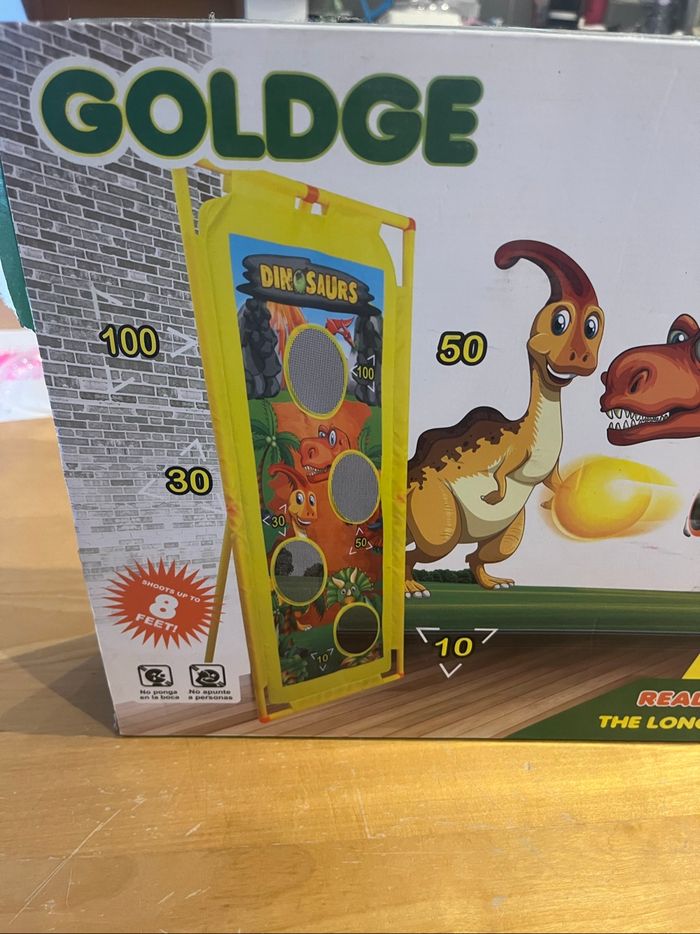 GOLDGE
DINOSAURS
100
100
50
30
30
50
SHOOTS UP TO
8
FEET!
10
10
No ponga
en la boca
No apunte
a personas
REAL
THE LONG